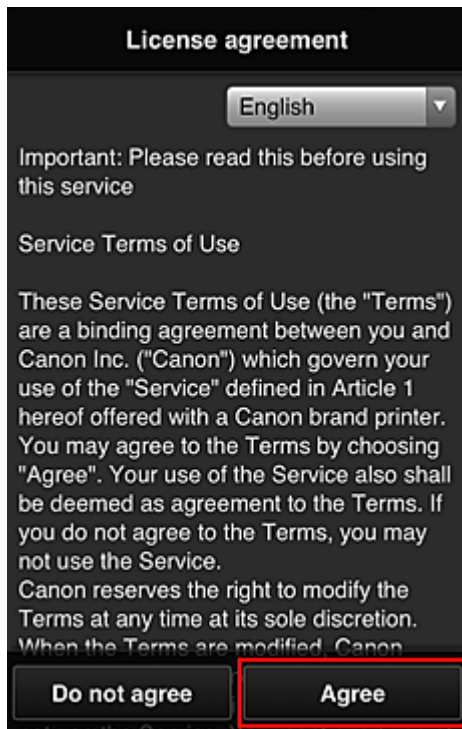 License agreement
English
Important: Please read this before using
this service
Service Terms of Use
These Service Terms of Use (the "Terms")
are a binding agreement between you and
Canon Inc. ("Canon") which govern your
use of the "Service" defined in Article 1
hereof offered with a Canon brand printer.
You may agree to the Terms by choosing
"Agree". Your use of the Service also shall
be deemed as agreement to the Terms. If
you do not agree to the Terms, you may
not use the Service.
Canon reserves the right to modify the
Terms at any time at its sole discretion.
When the Terms are modified, Canon
Do not agree
Agree